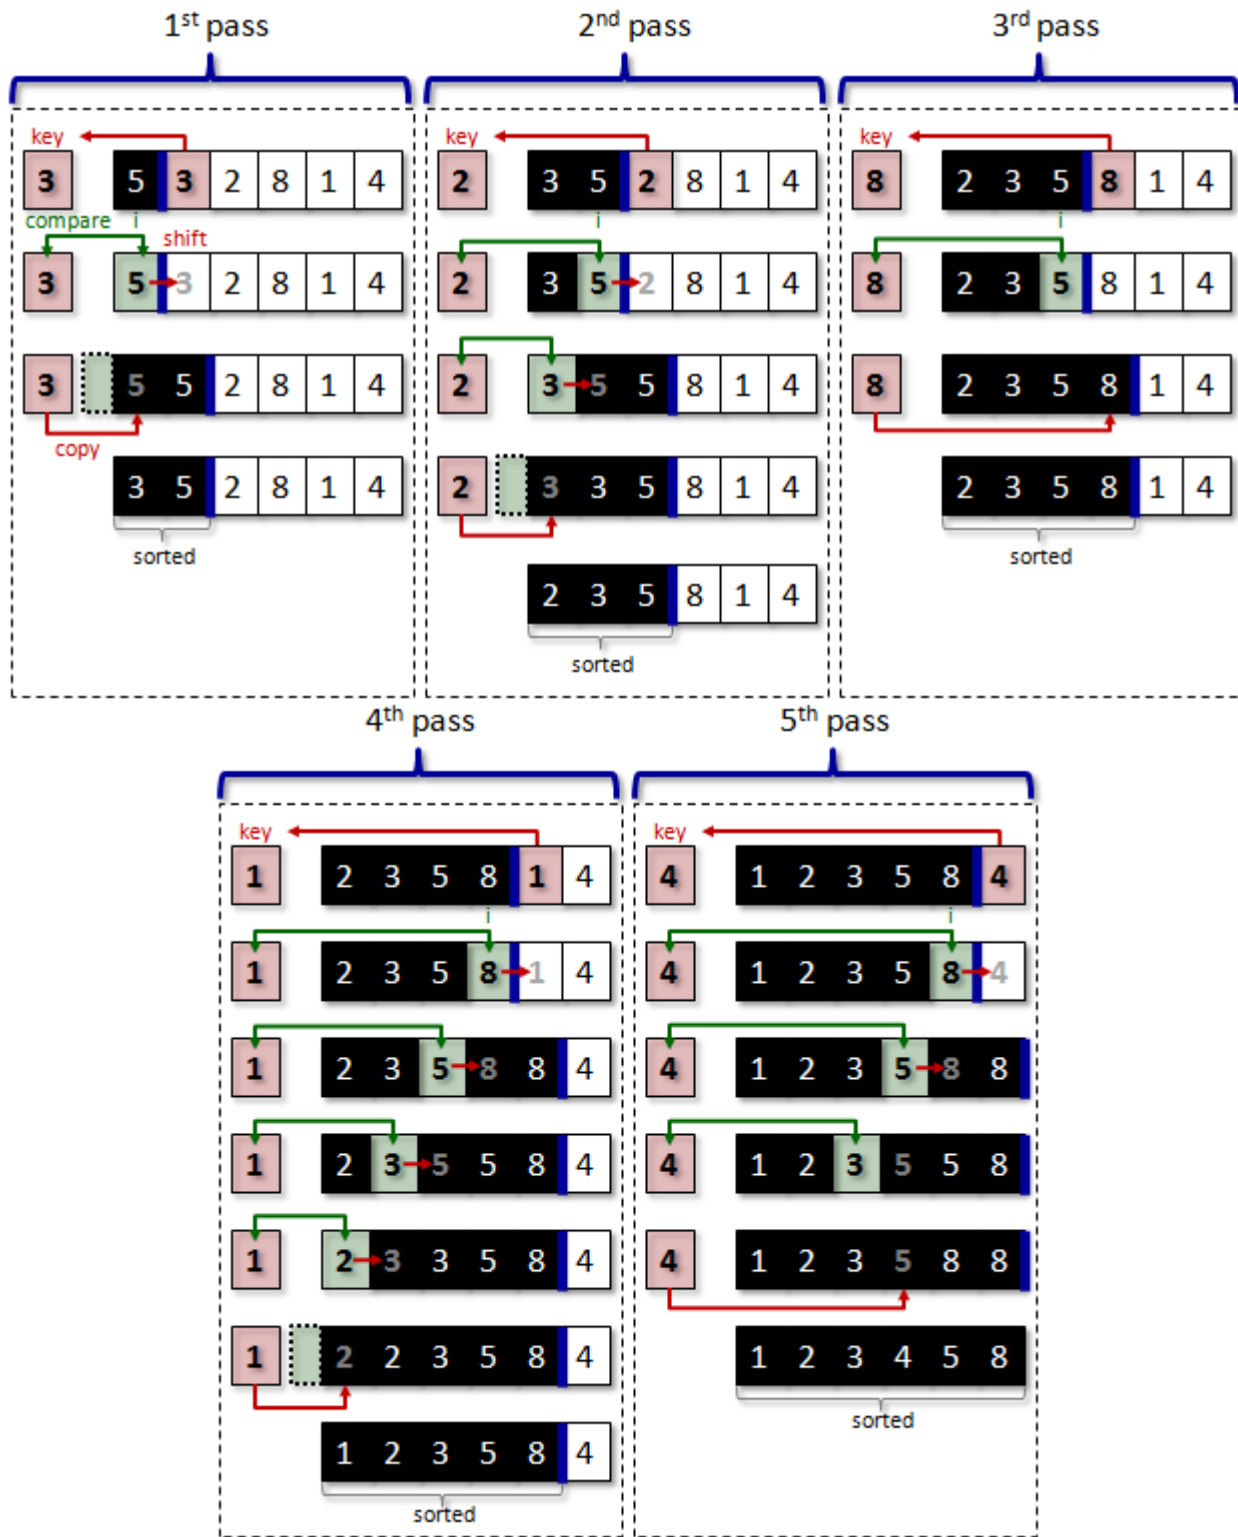 1st pass
2nd pass
3rd pass
key
key
key
3 5 3 2 8 1 4
2 3 5 2 8 1 4
8 2 3 5 8 1 4
compare i
i
i
shift
3 5 3 2 8 1 4
2 3 5 2 8 1 4
8 2 3 5 8 1 4
3 5 5 2 8 1 4
2 3 5 5 8 1 4
8 2 3 5 8 1 4
copy
3 5 2 8 1 4
2 3 3 5 8 1 4
2 3 5 8 1 4
sorted
sorted
2 3 5 8 1 4
sorted
4th pass
5th pass
key
key
1 2 3 5 8 1 4
4 1 2 3 5 8 4
i
i
1 2 3 5 8 1 4
4 1 2 3 5 8 4
1 2 3 5 8 8 4
4 1 2 3 5 8 8
1 2 3 5 5 8 4
4 1 2 3 5 5 8
1 2 3 3 5 8 4
4 1 2 3 5 8 8
1 2 2 3 5 8 4
1 2 3 4 5 8
sorted
1 2 3 5 8 4
sorted